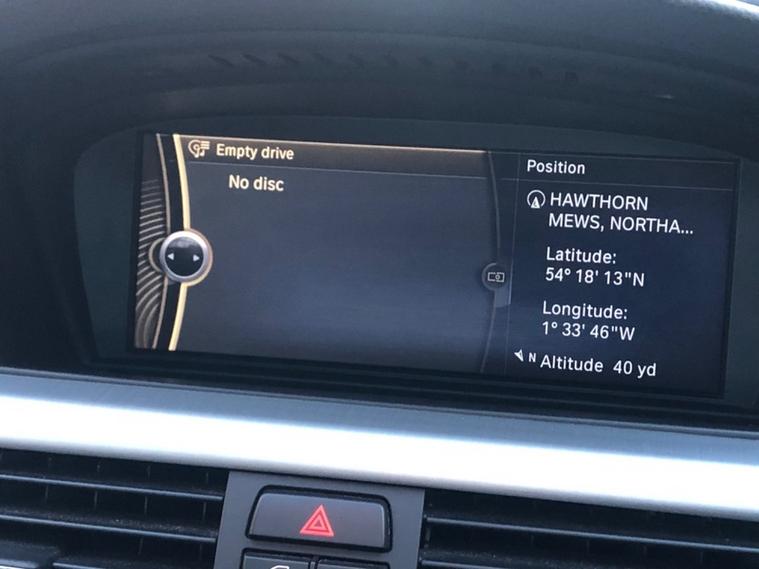 Empty drive
No disc
Position
HAWTHORN
MEWS, NORTHA...
Latitude:
54° 18' 13"N
Longitude:
1° 33' 46"W
N Altitude 40 yd